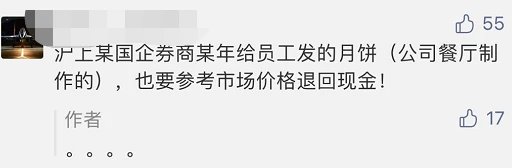 55
沪上某国企券商某年给员工发的月饼（公司餐厅制
作的），也要参考市场价格退回现金！
作者
17
。。。。